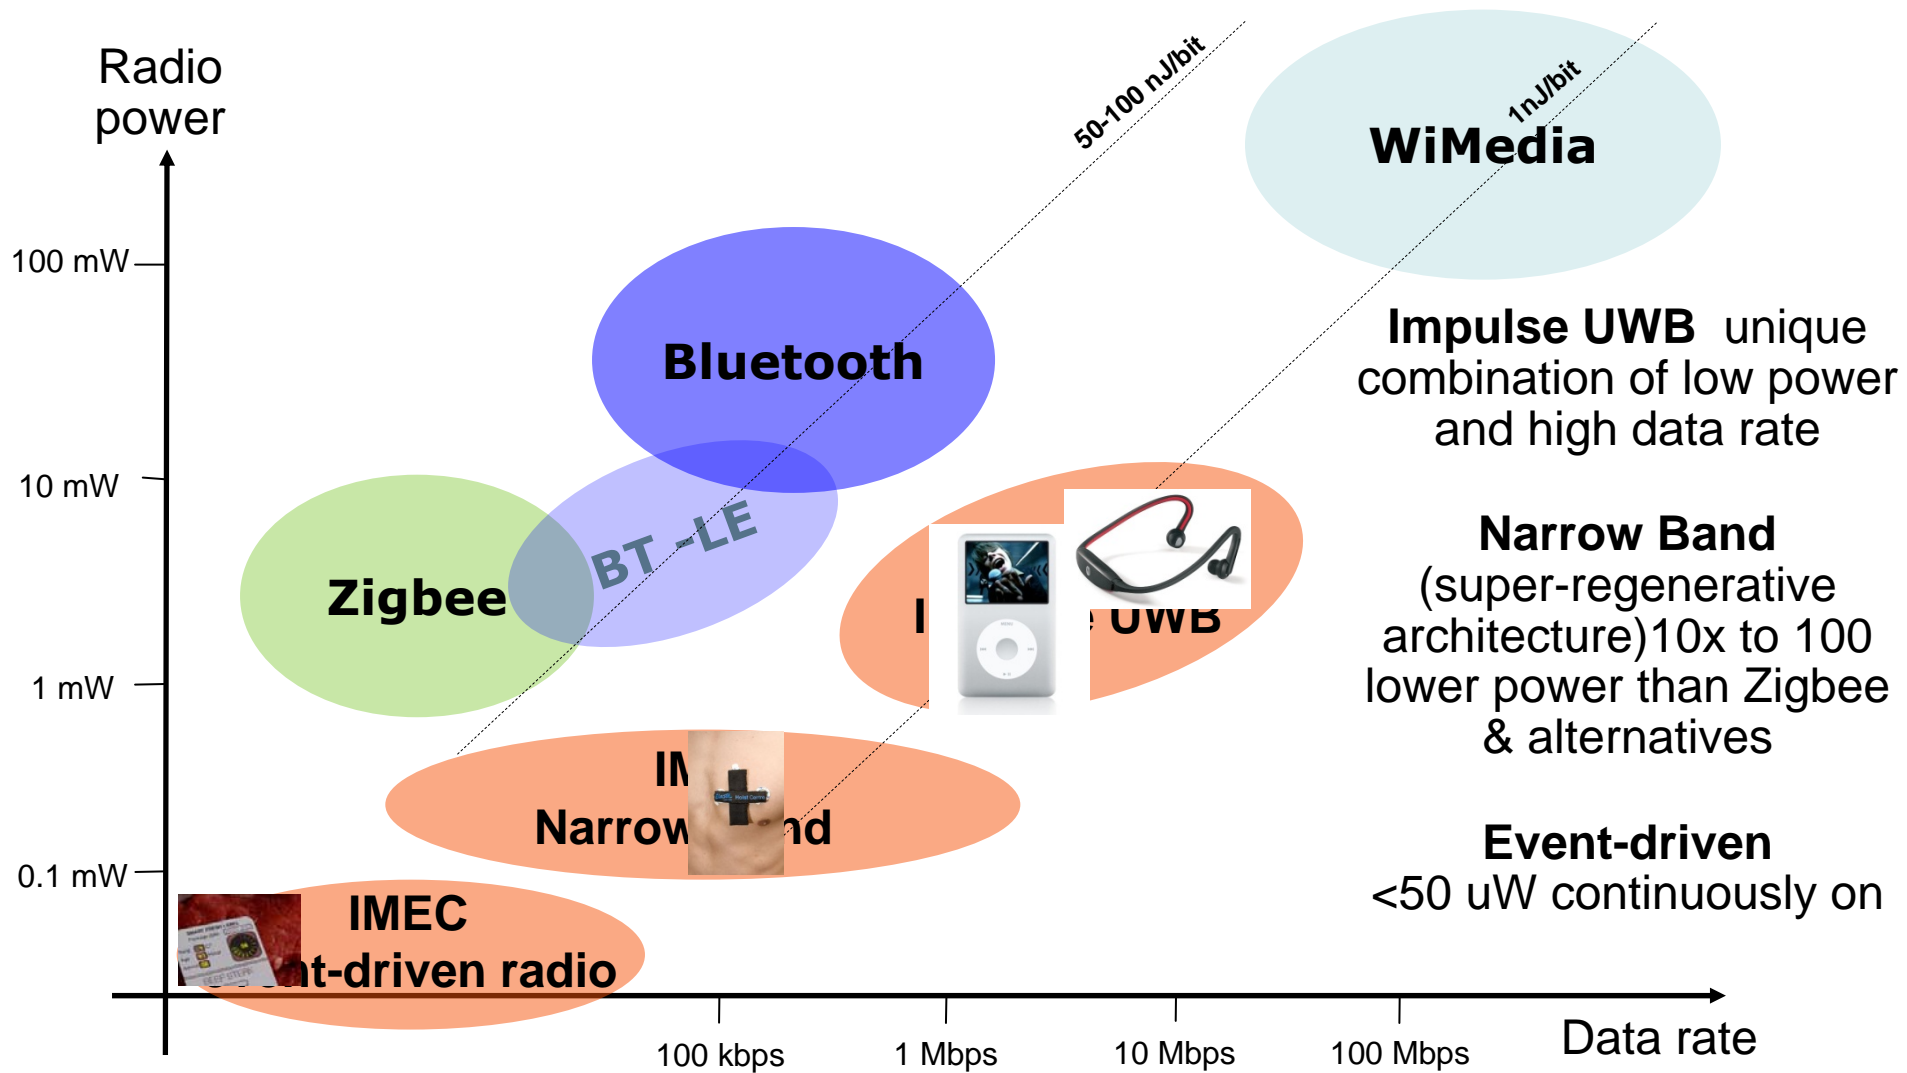 Radio
power
100 mW
10 mW
1 mW
0.1 mW
50-100 nJ/bit
1nJ/bit
WiMedia
Bluetooth
BT -LE
Zigbee
UWB
Narrow
IMEC
nt-driven radio
Impulse UWB unique
combination of low power
and high data rate
Narrow Band
(super-regenerative
architecture)10x to 100
lower power than Zigbee
& alternatives
Event-driven
<50 uW continuously on
100 kbps
1 Mbps
10 Mbps
100 Mbps
Data rate